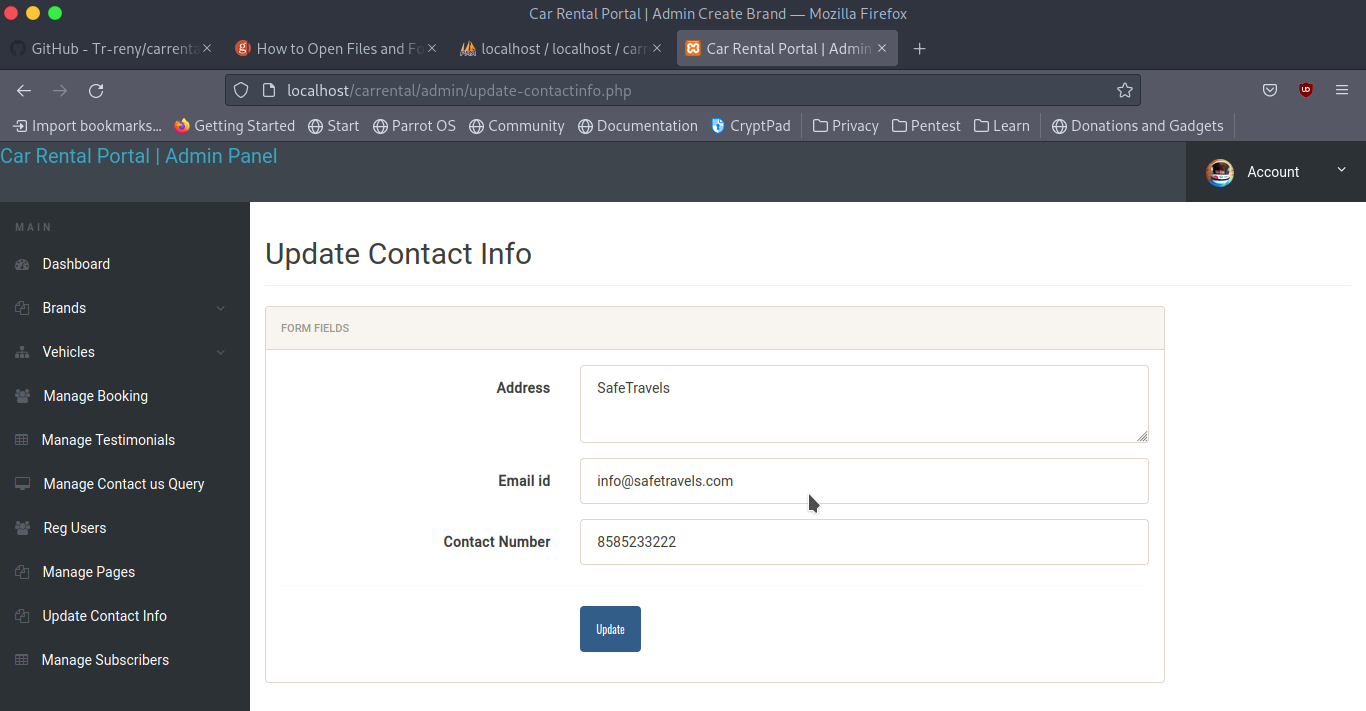 Car Rental Portal | Admin Create Brand — Mozilla Firefox
GitHub - Tr-reny/carrenta
How to Open Files and Fo
localhost / localhost / carr
Car Rental Portal | Admin
localhost/carrental/admin/update-contactinfo.php
Import bookmarks... Getting Started Start Parrot OS Community Documentation CryptPad Privacy Pentest Learn Donations and Gadgets
Car Rental Portal | Admin Panel
Account
MAIN
Dashboard
Brands
Vehicles
Manage Booking
Manage Testimonials
Manage Contact us Query
Reg Users
Manage Pages
Update Contact Info
Manage Subscribers
Update Contact Info
FORM FIELDS
Address SafeTravels
Email id info@safetravels.com
Contact Number 8585233222
Update